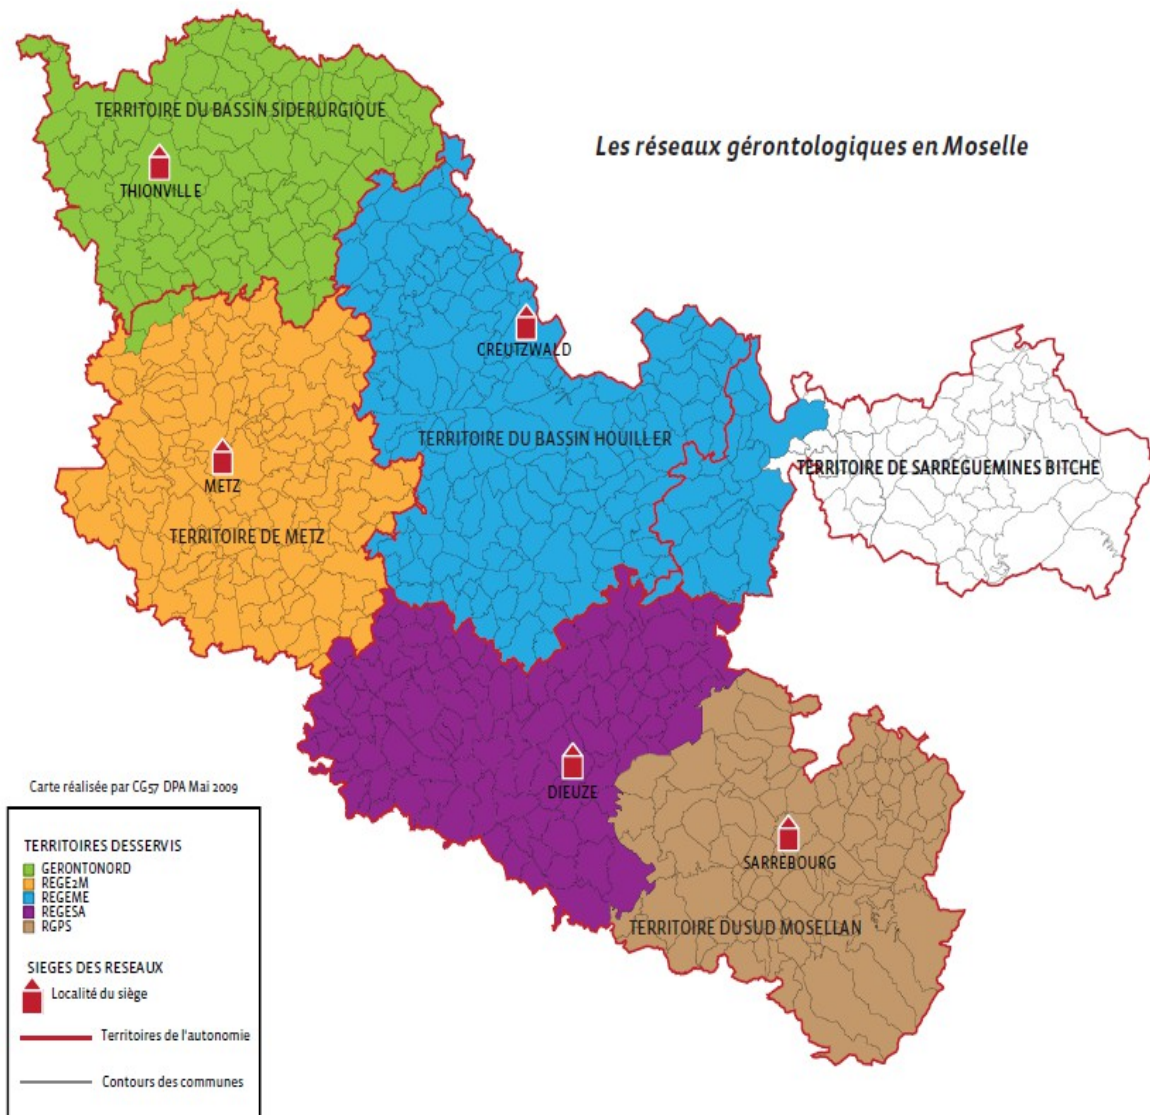 TERRITOIRE DU BASSIN SIDERURGIQUE
Les réseaux gérontologiques en Moselle
THIONVILLE
CREUTZWALD
TERRITOIRE DU BASSIN HOUILLER
TERRITOIRE DE SARREGUEMINES BITCHE
METZ
TERRITOIRE DE METZ
DIEUZE
SARREBOURG
TERRITOIRE DU SUD MOSELLAN
Carte réalisée par CG57 DPA Mai 2009
TERRITOIRES DESSERVIS
GERONTONORD
REGE2M
REGEME
REGESA
RGPS
SIEGES DES RESEAUX
Localité du siège
Territoires de l'autonomie
Contours des communes